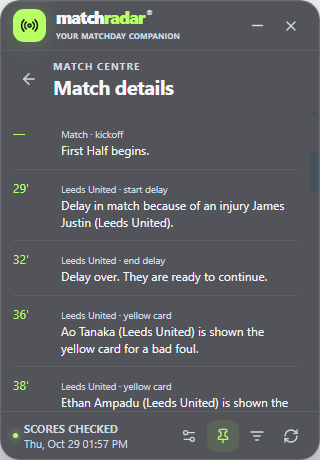 matchradar®
YOUR MATCHDAY COMPANION
MATCH CENTRE
Match details
—
Match · kickoff
First Half begins.
29'
Leeds United · start delay
Delay in match because of an injury James
Justin (Leeds United).
32'
Leeds United · end delay
Delay over. They are ready to continue.
36'
Leeds United · yellow card
Ao Tanaka (Leeds United) is shown the
yellow card for a bad foul.
38'
Leeds United · yellow card
Ethan Ampadu (Leeds United) is shown the
SCORES CHECKED
Thu, Oct 29 01:57 PM